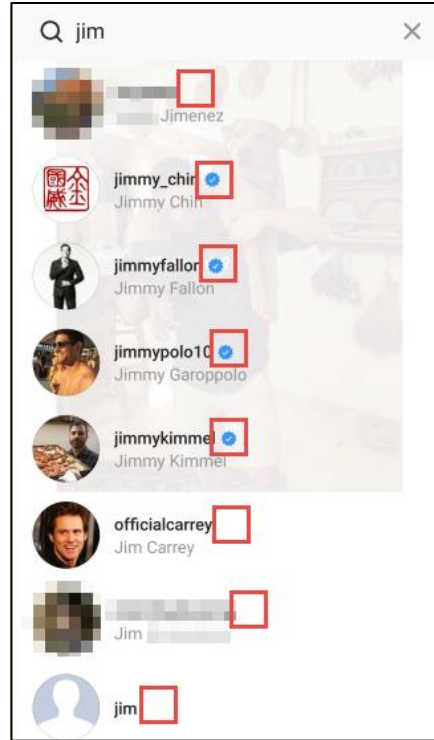 jim
Jimenez
jimmy_chin
Jimmy Chin
jimmyfallon
Jimmy Fallon
jimmypolo10
Jimmy Garoppolo
jimmykimmel
Jimmy Kimmel
officialcarrey
Jim Carrey
Jim
jim